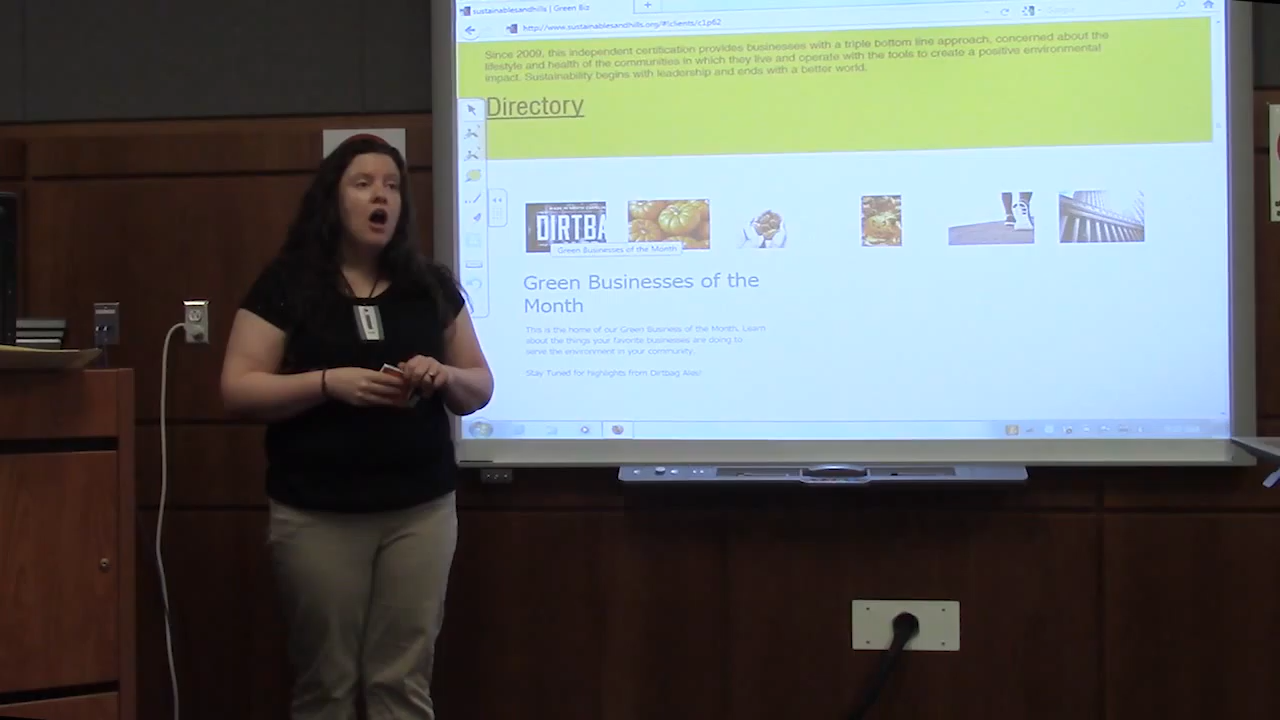 sustainablesandhills | Green Biz
http://www.sustainablesandhills.org/#!clients/c1p62
Google
Since 2009, this independent certification provides businesses with a triple bottom line approach, concerned about the
lifestyle and health of the communities in which they live and operate with the tools to create a positive environmental
impact. Sustainability begins with leadership and ends with a better world.
Directory
DIRTBA
Green Businesses of the Month
Green Businesses of the
Month
This is the home of our Green Business of the Month. Learn
about the things your favorite businesses are doing to
serve the environment in your community.
Stay Tuned for highlights from Dirtbag Ales!